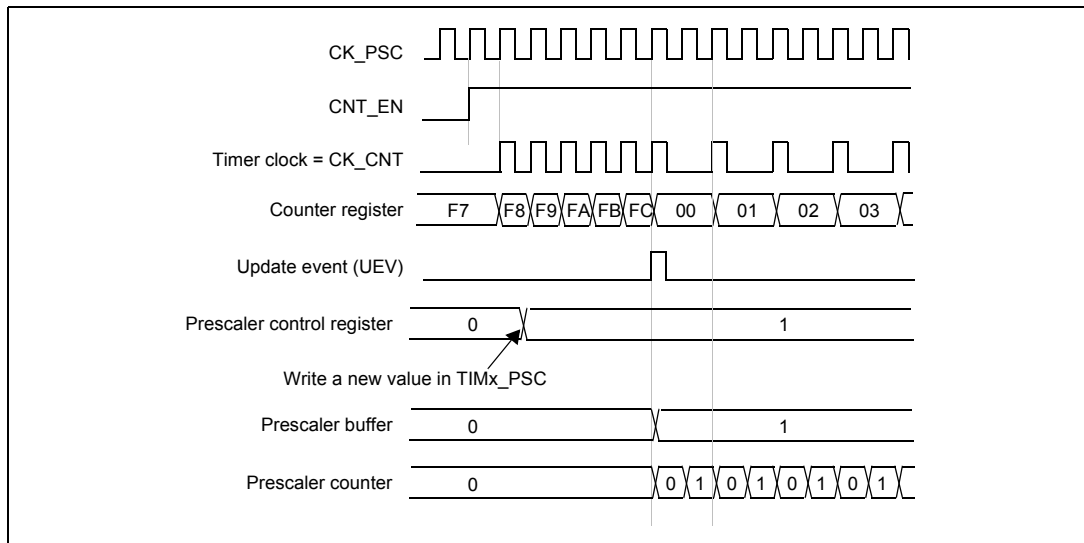 CK_PSC
CNT_EN
Timer clock = CK_CNT
Counter register F7 F8 F9 FA FB FC 00 01 02 03
Update event (UEV)
Prescaler control register 0 1
Write a new value in TIMx_PSC
Prescaler buffer 0 1
Prescaler counter 0 0 1 0 1 0 1 0 1